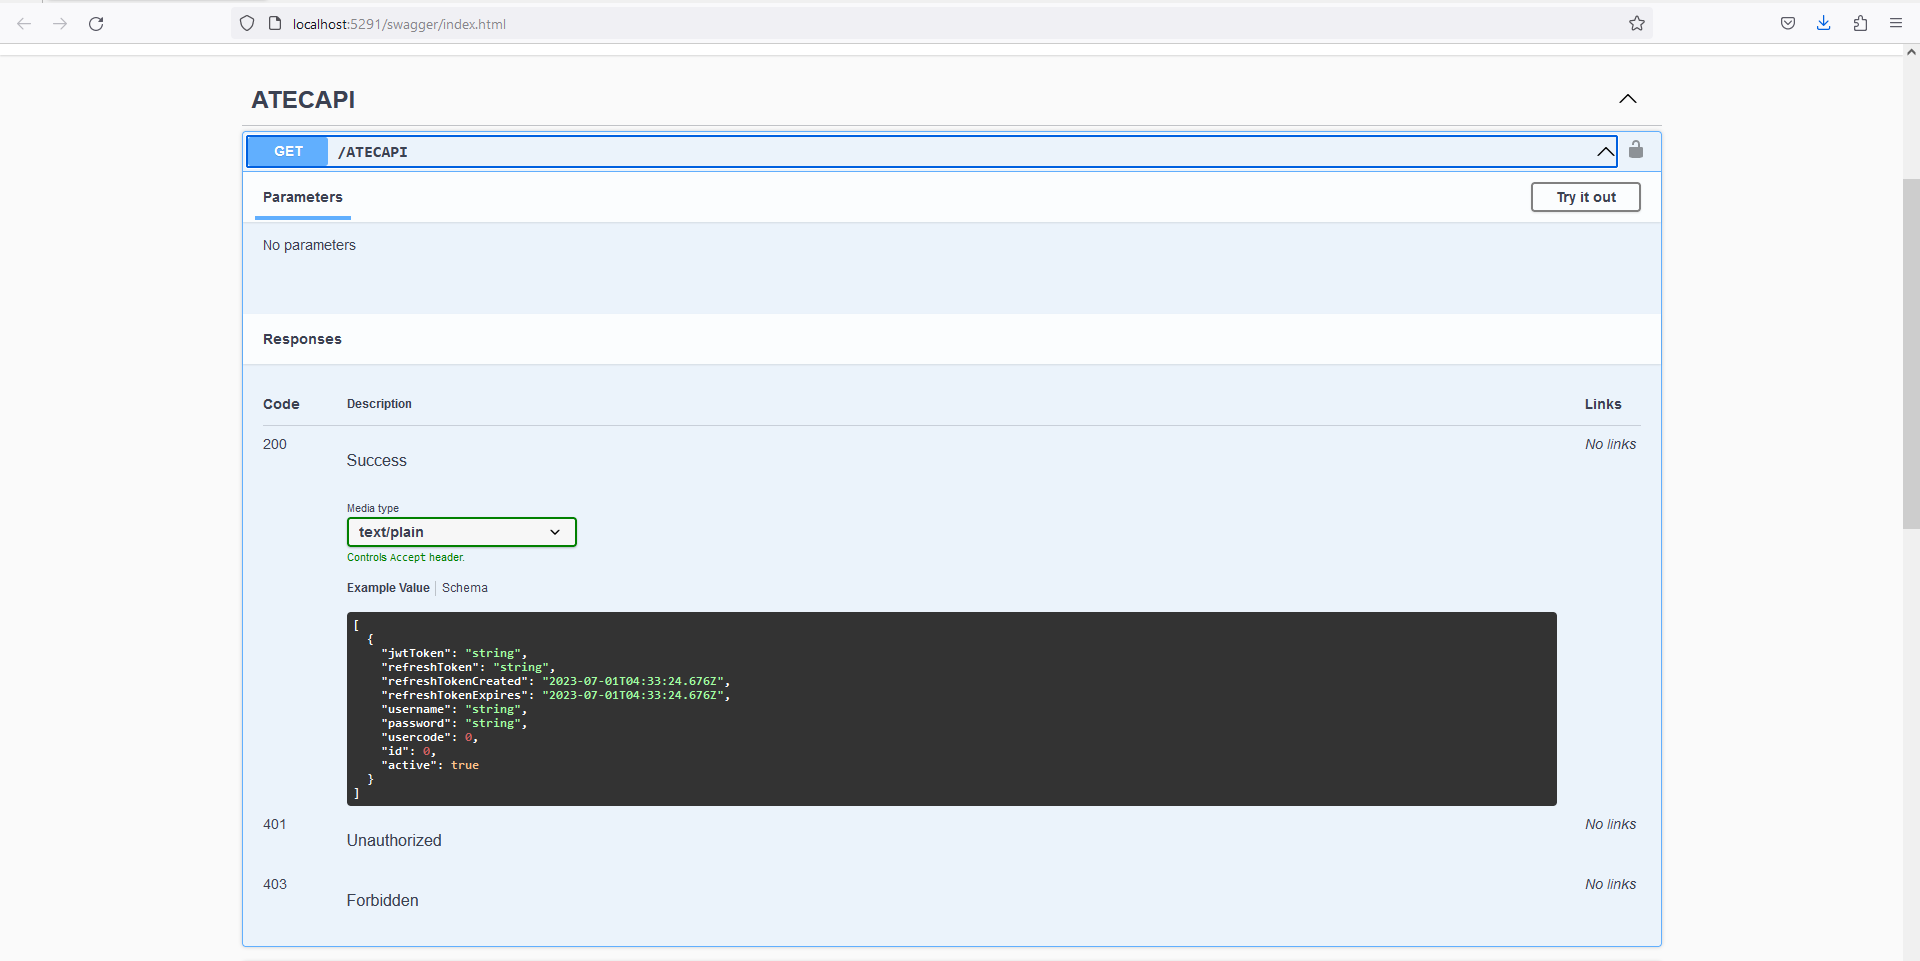 localhost:5291/swagger/index.html
ATECAPI
GET /ATECAPI
Parameters Try it out
No parameters
Responses
Code Description Links
200 No links
Success
Media type
text/plain
Controls Accept header.
Example Value Schema
[
  {
    "jwtToken": "string",
    "refreshToken": "string",
    "refreshTokenCreated": "2023-07-01T04:33:24.676Z",
    "refreshTokenExpires": "2023-07-01T04:33:24.676Z",
    "username": "string",
    "password": "string",
    "usercode": 0,
    "id": 0,
    "active": true
  }
]
401 No links
Unauthorized
403 No links
Forbidden